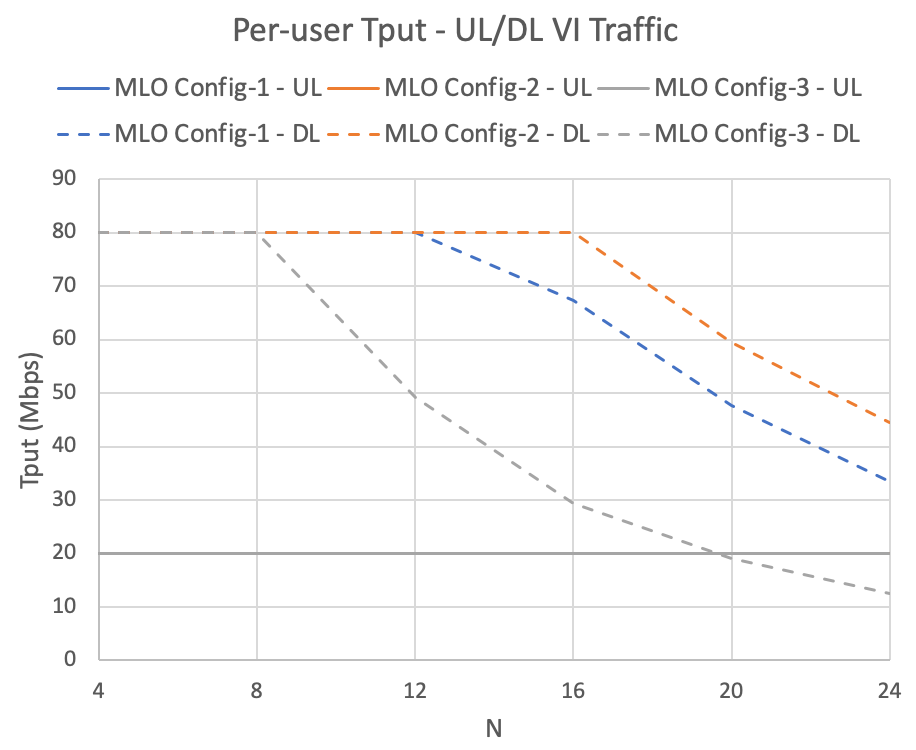 Per-user Tput - UL/DL VI Traffic
MLO Config-1 - UL MLO Config-2 - UL MLO Config-3 - UL
MLO Config-1 - DL MLO Config-2 - DL MLO Config-3 - DL
90
80
70
60
50
40
30
20
10
0
Tput (Mbps)
4 8 12 16 20 24
N